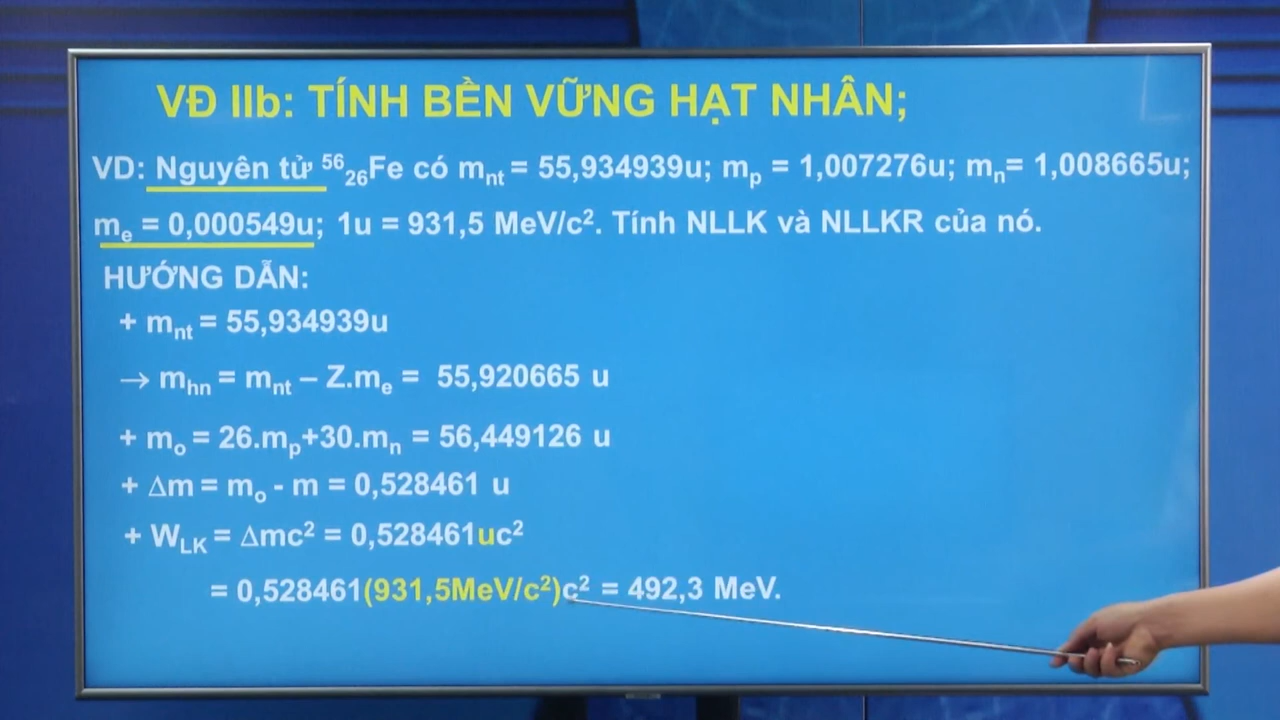 VĐ IIb: TÍNH BỀN VỮNG HẠT NHÂN;
VD: Nguyên tử ⁵⁶₂₆Fe có mₙₜ = 55,934939u; mₚ = 1,007276u; mₙ= 1,008665u;
mₑ = 0,000549u; 1u = 931,5 MeV/c². Tính NLLK và NLLKR của nó.
HƯỚNG DẪN:
+ mₙₜ = 55,934939u
→ mₕₙ = mₙₜ – Z.mₑ = 55,920665 u
+ mₒ = 26.mₚ+30.mₙ = 56,449126 u
+ Δm = mₒ - m = 0,528461 u
+ W_LK = Δmc² = 0,528461uc²
= 0,528461(931,5MeV/c²)c² = 492,3 MeV.